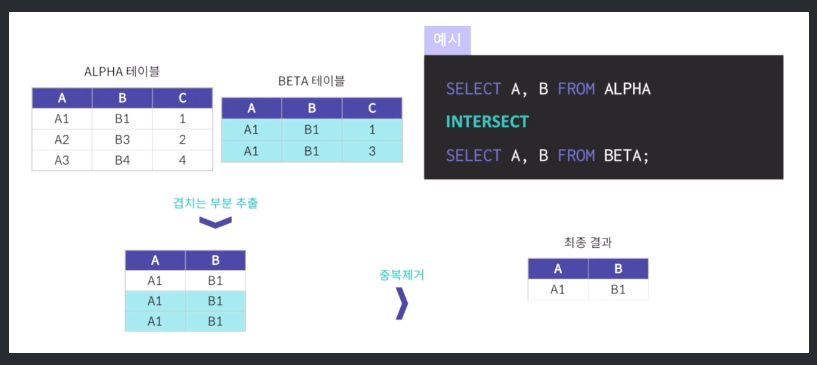 예시
ALPHA 테이블
A B C
A1 B1 1
A2 B3 2
A3 B4 4
BETA 테이블
A B C
A1 B1 1
A1 B1 3
SELECT A, B FROM ALPHA
INTERSECT
SELECT A, B FROM BETA;
겹치는 부분 추출
A B
A1 B1
A1 B1
A1 B1
중복제거
최종 결과
A B
A1 B1